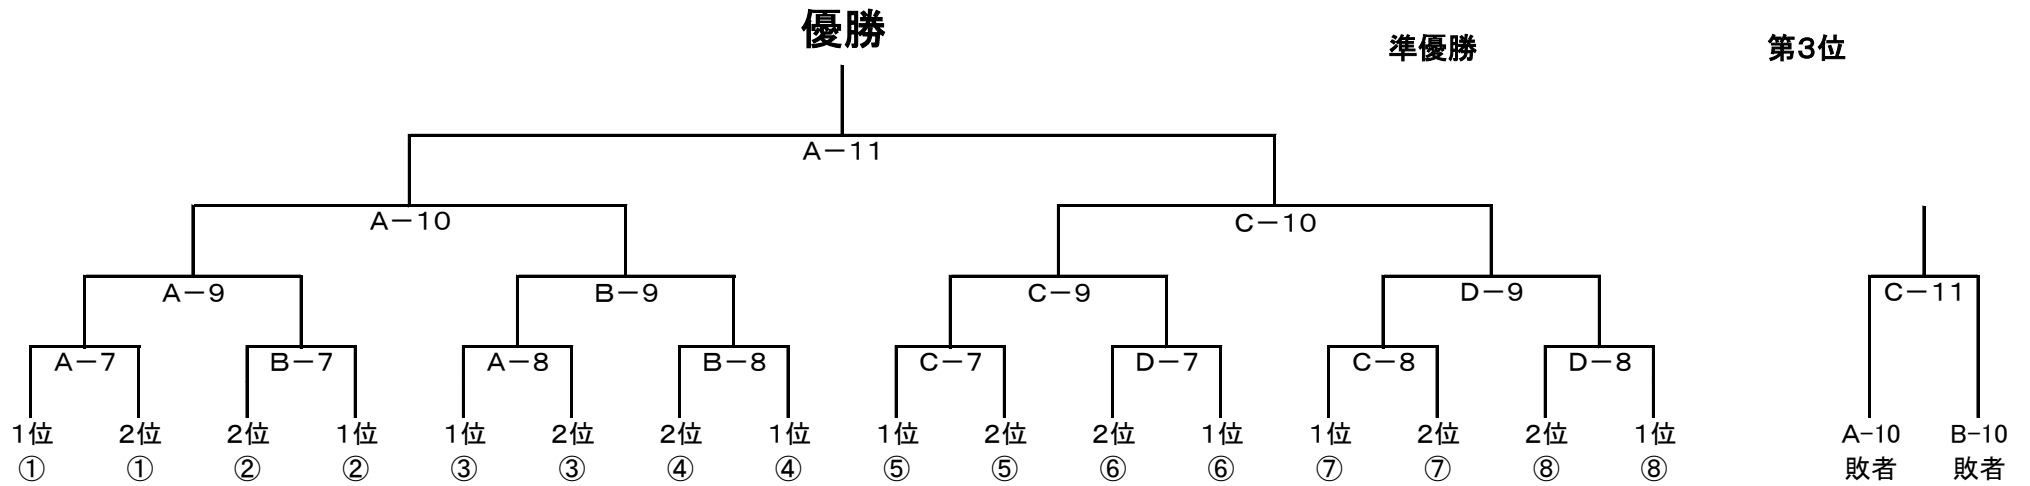 優勝
準優勝 第３位
Ａ－１１
Ａ－１０ Ｃ－１０
Ａ－９ Ｂ－９ Ｃ－９ Ｄ－９ Ｃ－１１
Ａ－７ Ｂ－７ Ａ－８ Ｂ－８ Ｃ－７ Ｄ－７ Ｃ－８ Ｄ－８
１位 ２位 ２位 １位 １位 ２位 ２位 １位 １位 ２位 ２位 １位 １位 ２位 ２位 １位 A-10 B-10
① ① ② ② ③ ③ ④ ④ ⑤ ⑤ ⑥ ⑥ ⑦ ⑦ ⑧ ⑧ 敗者 敗者